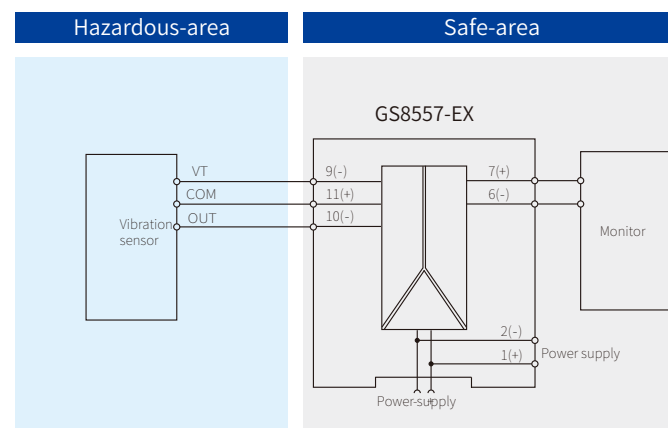 Hazardous-area
Safe-area
GS8557-EX
VT
9(-)
7(+)
COM
11(+)
6(-)
OUT
10(-)
Vibration
sensor
Monitor
2(-)
1(+)
Power supply
- +
Power-supply